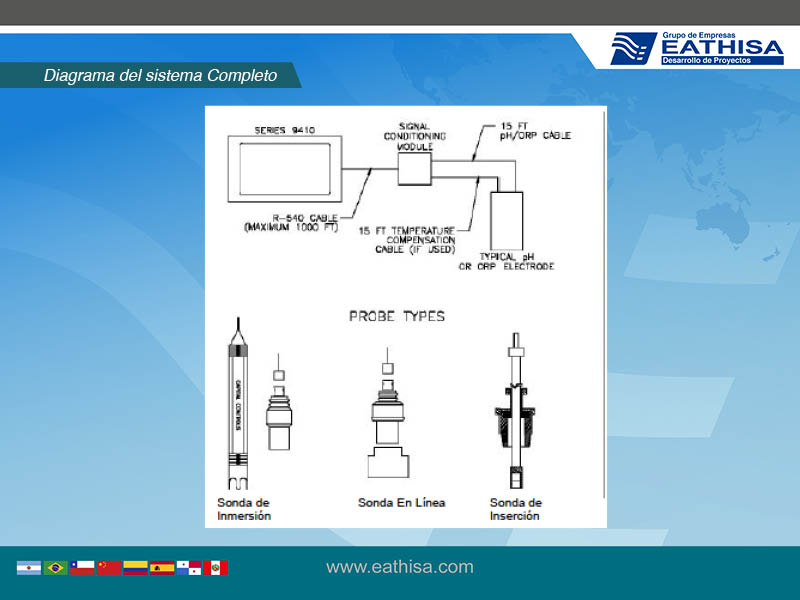 Grupo de Empresas
EATHISA
Desarrollo de Proyectos
Diagrama del sistema Completo
SERIES 9410
SIGNAL
CONDITIONING
MODULE
15 FT
pH/ORP CABLE
R-540 CABLE
(MAXIMUM 1000 FT)
15 FT TEMPERATURE
COMPENSATION
CABLE (IF USED)
TYPICAL pH
OR ORP ELECTRODE
PROBE TYPES
CAPITAL CONTROLS
Sonda de
Inmersión
Sonda En Línea
Sonda de
Inserción
www.eathisa.com